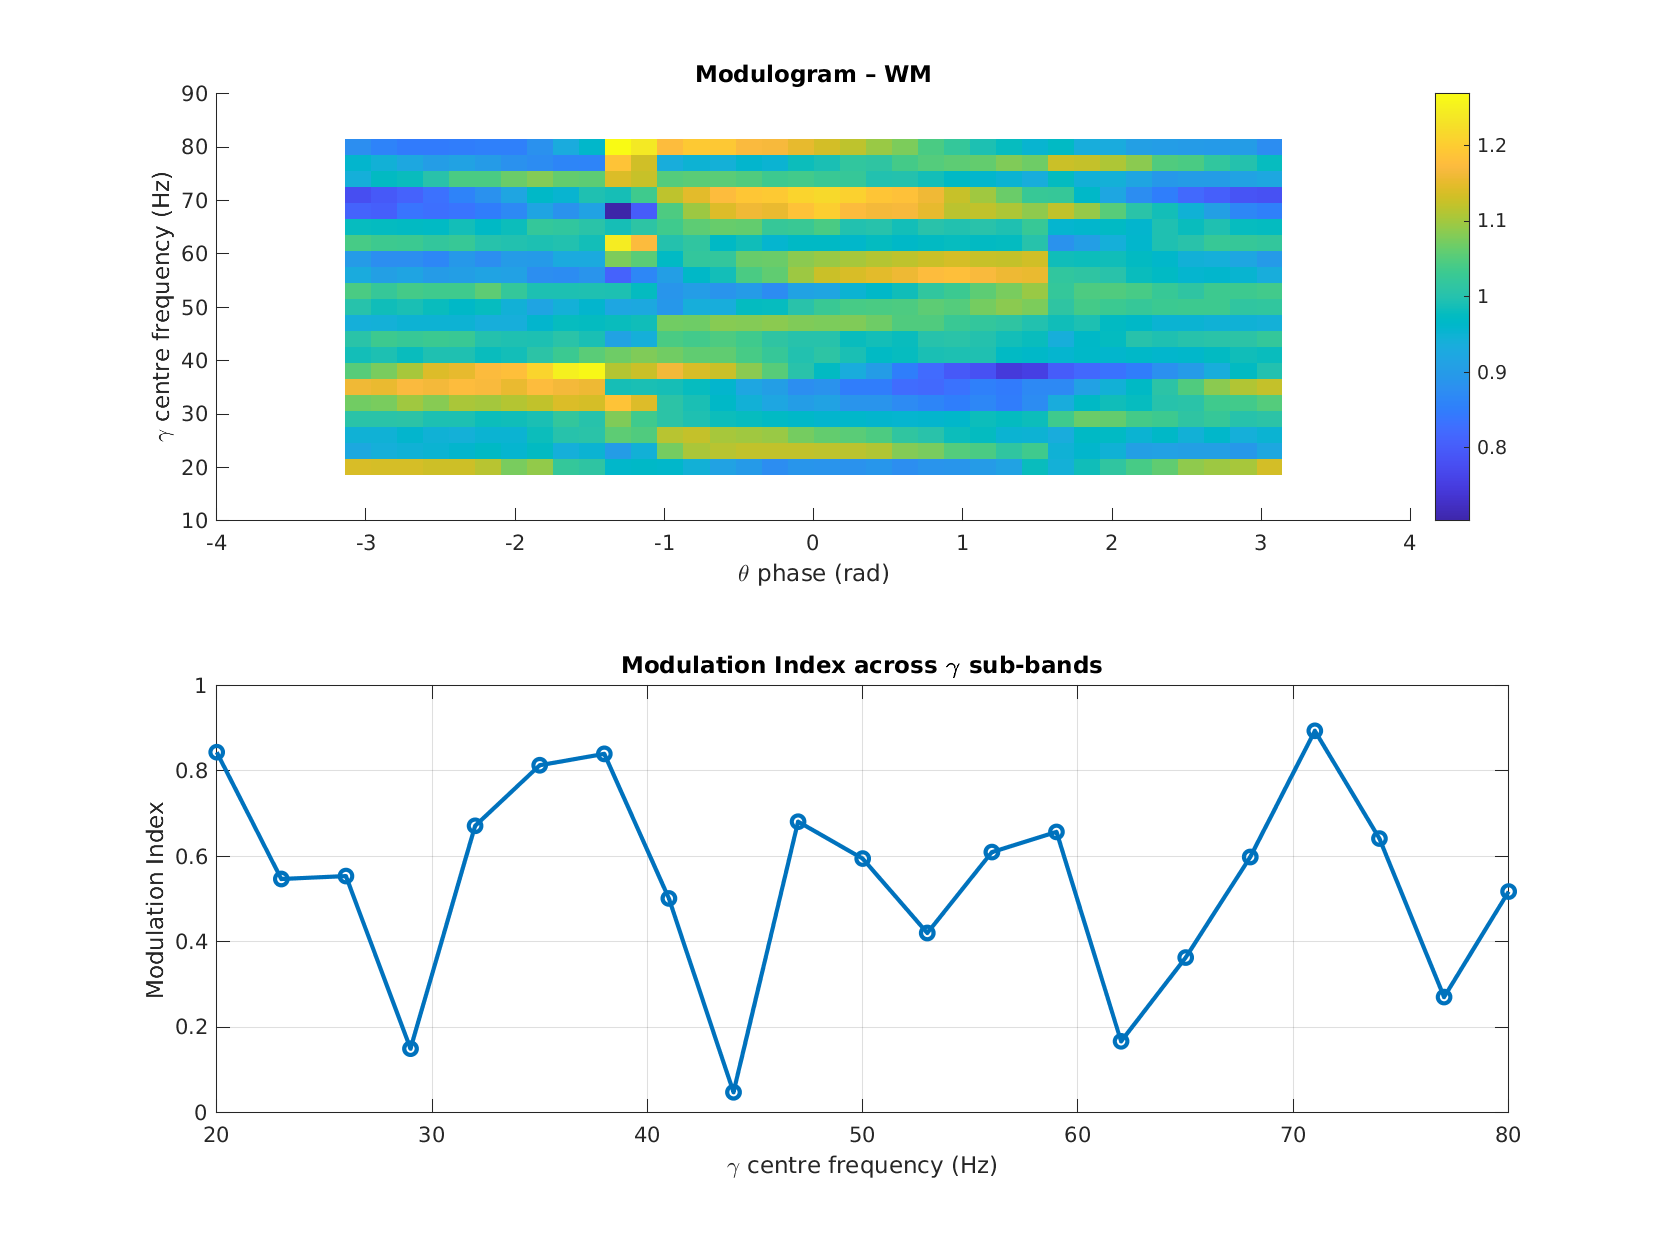 Modulogram – WM
90
80
70
60
50
40
30
20
10
γ centre frequency (Hz)
-4 -3 -2 -1 0 1 2 3 4
θ phase (rad)
1.2
1.1
1
0.9
0.8
Modulation Index across γ sub-bands
1
0.8
0.6
0.4
0.2
0
Modulation Index
20 30 40 50 60 70 80
γ centre frequency (Hz)